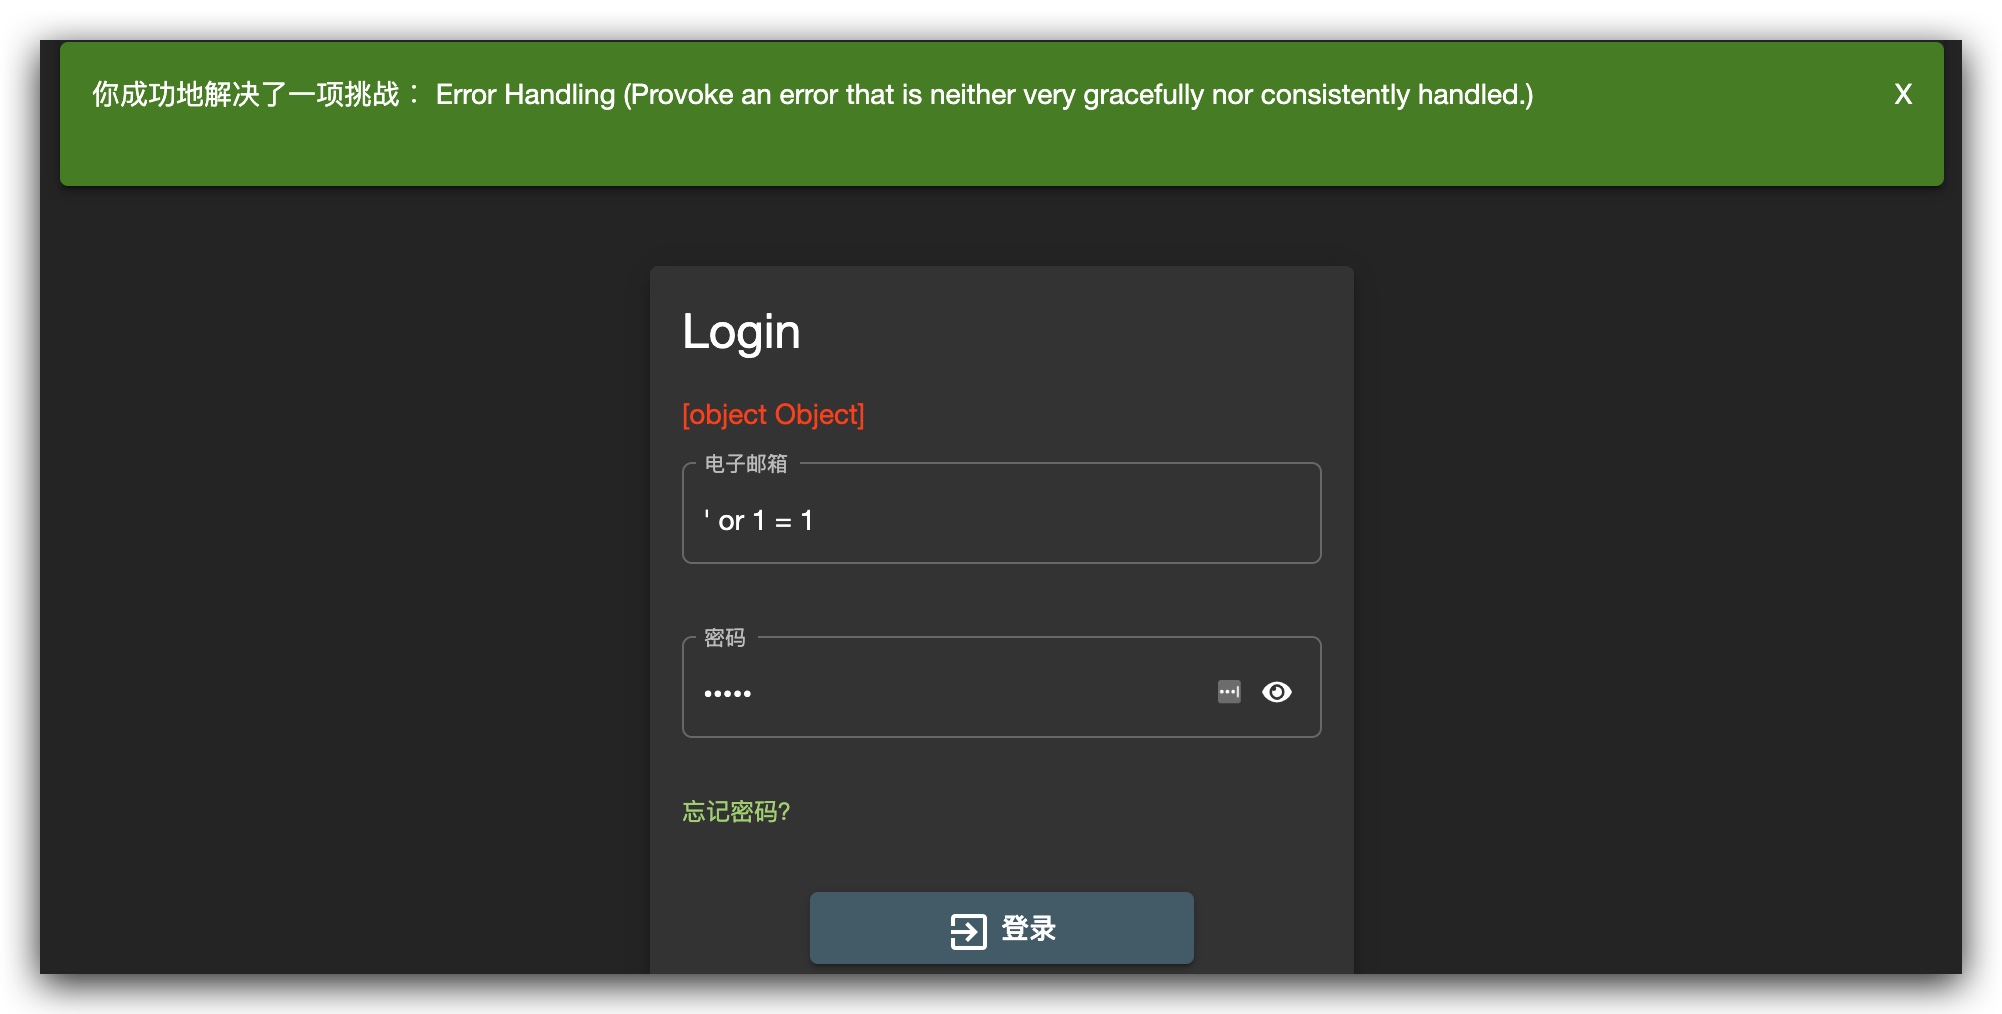 你成功地解决了一项挑战： Error Handling (Provoke an error that is neither very gracefully nor consistently handled.)
X
Login
[object Object]
电子邮箱
' or 1 = 1
密码
•••••
忘记密码?
登录